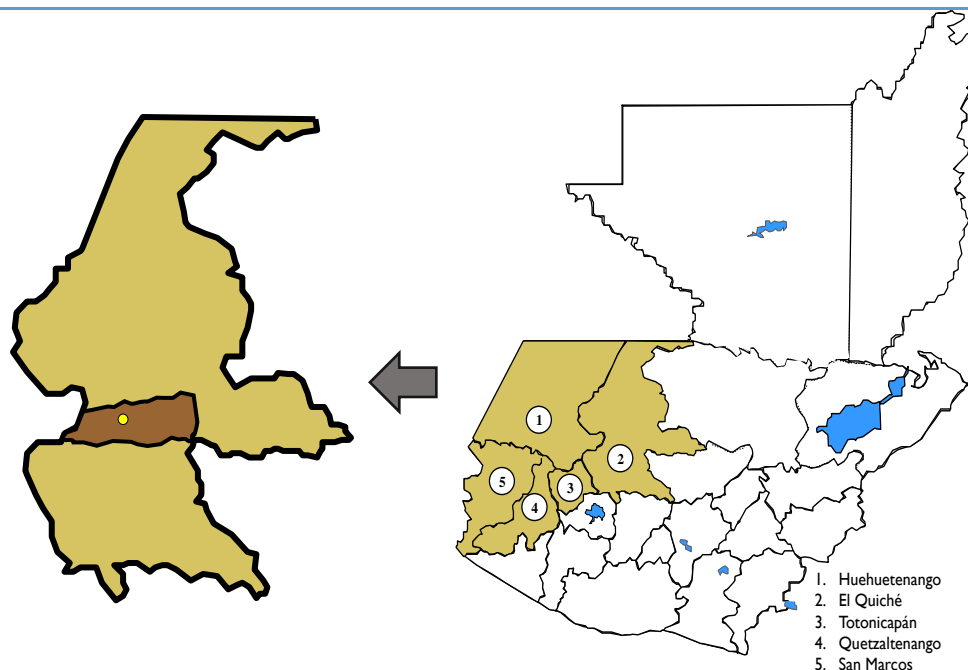 1
2
3
4
5
1. Huehuetenango
2. El Quiché
3. Totonicapán
4. Quetzaltenango
5. San Marcos